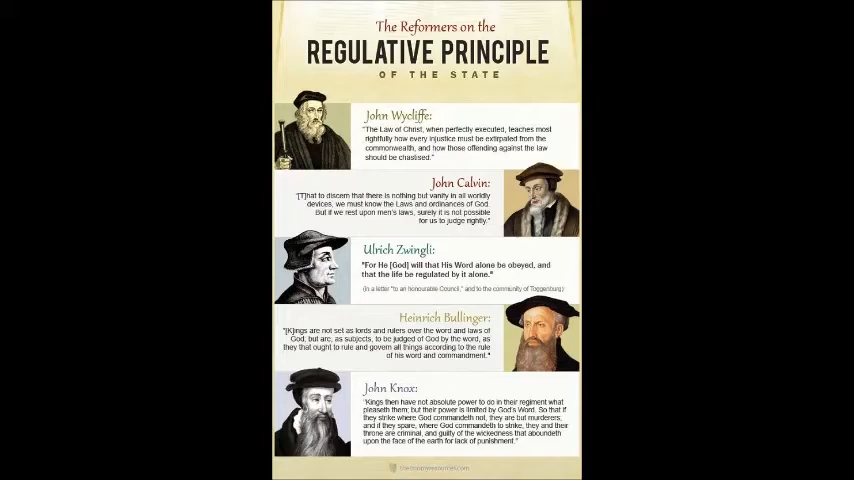 The Reformers on the
REGULATIVE PRINCIPLE
OF THE STATE
John Wycliffe:
"The Law of Christ, when perfectly executed, teaches most
rightfully how every injustice must be extirpated from the
commonwealth, and how those offending against the law
should be chastised."
John Calvin:
"[T]hat to discern that there is nothing but vanity in all worldly
devices, we must know the Laws and ordinances of God.
But if we rest upon men's laws, surely it is not possible
for us to judge rightly."
Ulrich Zwingli:
"For He [God] will that His Word alone be obeyed, and
that the life be regulated by it alone."
(in a letter "to an honourable Council," and to the community of Toggenburg)
Heinrich Bullinger:
"[K]ings are not set as lords and rulers over the word and laws of
God; but are, as subjects, to be judged of God by the word, as
they that ought to rule and govern all things according to the rule
of his word and commandment."
John Knox:
"Kings then have not absolute power to do in their regiment what
pleaseth them; but their power is limited by God's Word. So that if
they strike where God commandeth not, they are but murderers;
and if they spare, where God commandeth to strike, they and their
throne are criminal, and guilty of the wickedness that aboundeth
upon the face of the earth for lack of punishment."